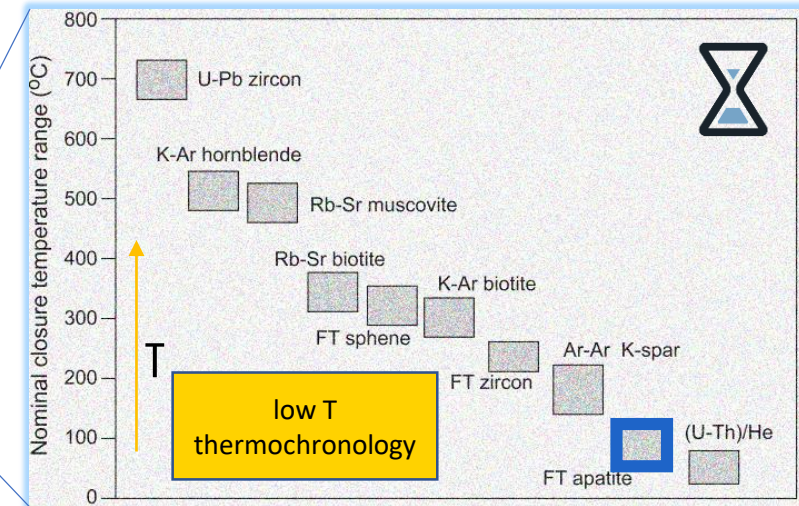 Nominal closure temperature range (⁰C)
800
700
600
500
400
300
200
100
0
U-Pb zircon
K-Ar hornblende
Rb-Sr muscovite
Rb-Sr biotite
K-Ar biotite
FT sphene
Ar-Ar K-spar
FT zircon
(U-Th)/He
FT apatite
T
low T
thermochronology